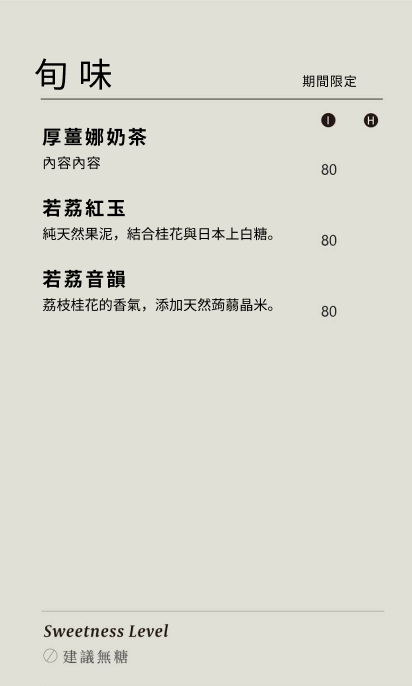 旬味
期間限定
I H
厚薑娜奶茶
內容內容
80
若荔紅玉
純天然果泥，結合桂花與日本上白糖。
80
若荔音韻
荔枝桂花的香氣，添加天然蒟蒻晶米。
80
Sweetness Level
建議無糖